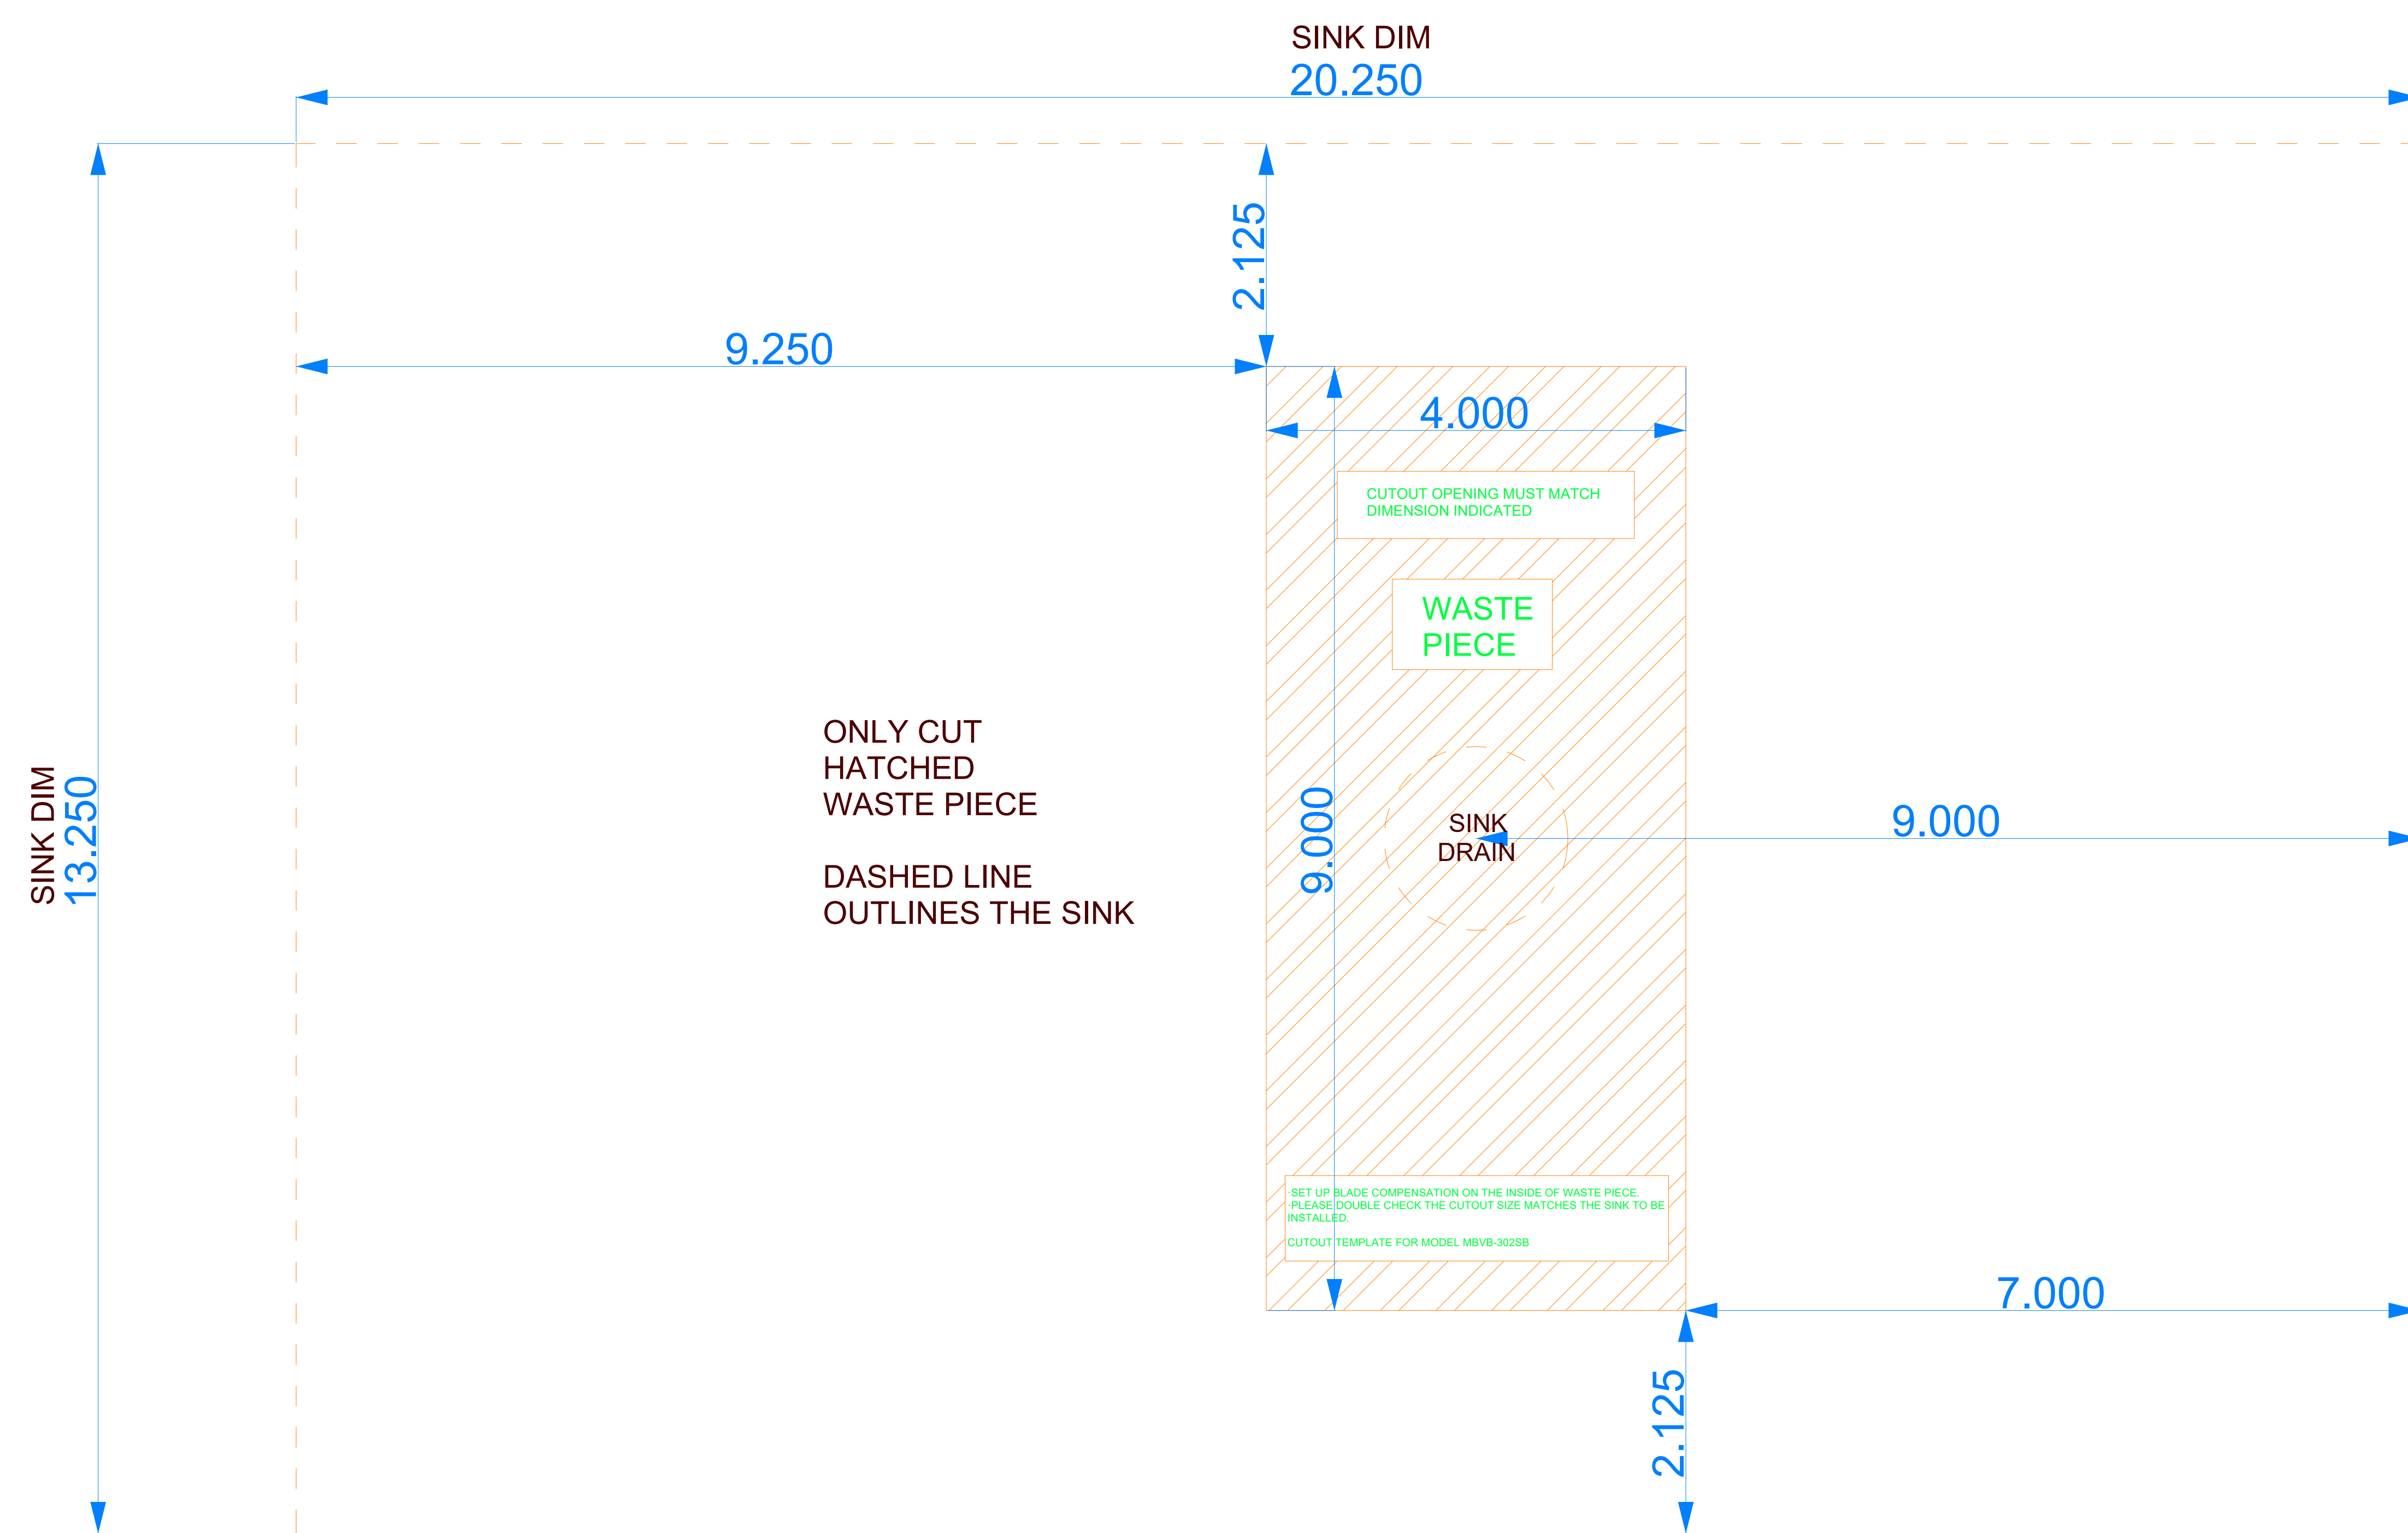 SINK DIM
20.250
2.125
9.250
4.000
CUTOUT OPENING MUST MATCH
DIMENSION INDICATED
WASTE
PIECE
ONLY CUT
HATCHED
WASTE PIECE
DASHED LINE
OUTLINES THE SINK
SINK DIM
13.250
9.000
SINK
DRAIN
9.000
·SET UP BLADE COMPENSATION ON THE INSIDE OF WASTE PIECE.
·PLEASE DOUBLE CHECK THE CUTOUT SIZE MATCHES THE SINK TO BE
INSTALLED.
CUTOUT TEMPLATE FOR MODEL MBVB-302SB
7.000
2.125